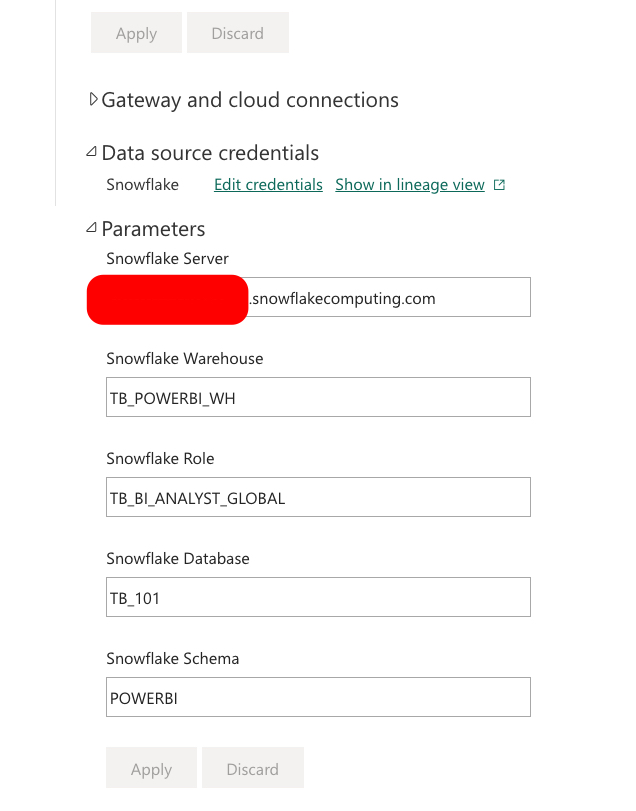 Apply Discard
Gateway and cloud connections
Data source credentials
Snowflake Edit credentials Show in lineage view
Parameters
Snowflake Server
.snowflakecomputing.com
Snowflake Warehouse
TB_POWERBI_WH
Snowflake Role
TB_BI_ANALYST_GLOBAL
Snowflake Database
TB_101
Snowflake Schema
POWERBI
Apply Discard